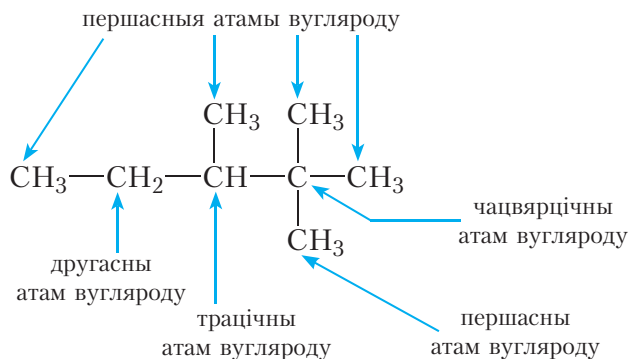 першасныя атамы вугляроду
CH₃ CH₃
CH₃—CH₂—CH—C—CH₃
CH₃
чацвярцічны
атам вугляроду
другасны
атам вугляроду
трацічны
атам вугляроду
першасны
атам вугляроду